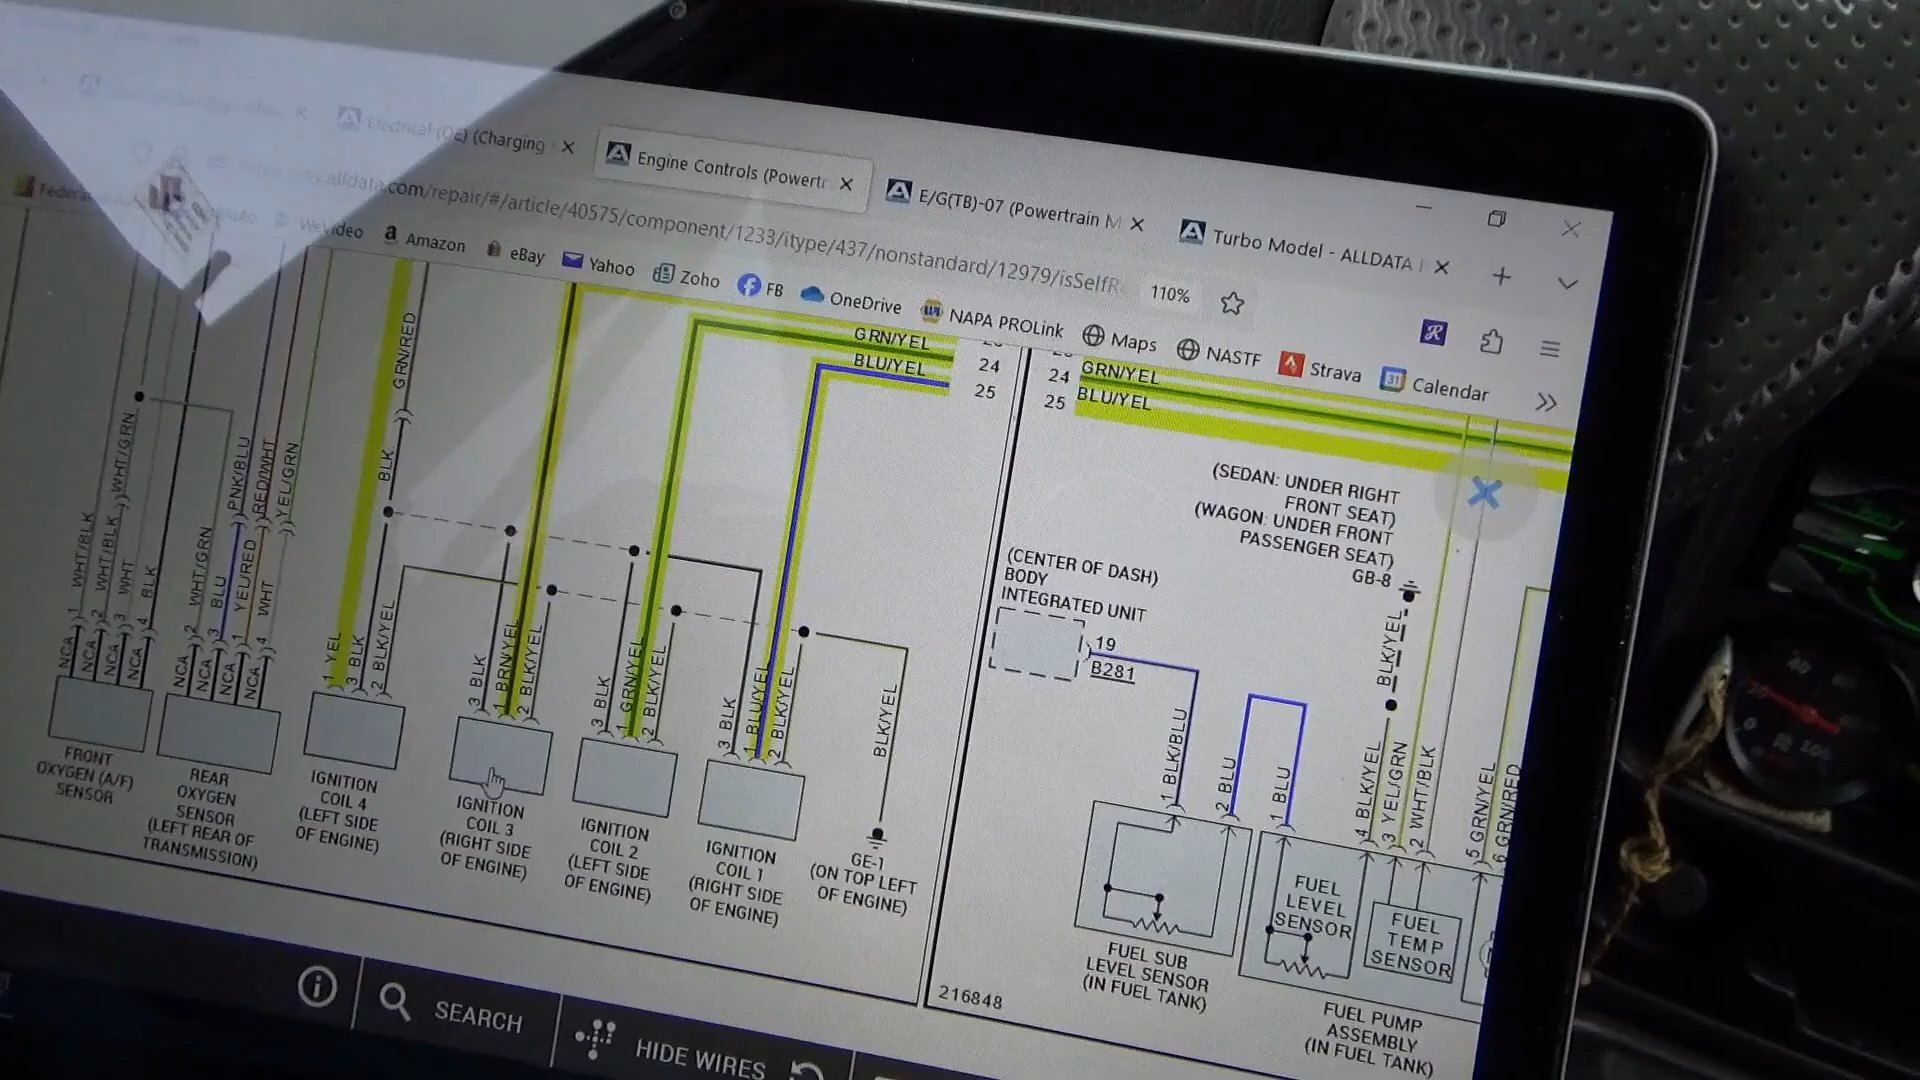 Electrical (OE) (Charging
Engine Controls (Powertr
E/G(TB)-07 (Powertrain M
Turbo Model - ALLDATA
alldata.com/repair/#/article/40575/component/1233/itype/437/nonstandard/12979/isSelfR
110%
WeVideo
Amazon
eBay
Yahoo
Zoho
FB
OneDrive
NAPA PROLink
Maps
NASTF
Strava
31
Calendar
GRN/YEL
24
BLU/YEL
25
24
GRN/YEL
25
BLU/YEL
GRN/RED
BLK
WHT/GRN
PNK/BLU
RED/WHT
YEL/GRN
1 WHT/BLK
2 WHT/BLK
3 WHT
4 BLK
2 WHT/GRN
3 BLU
1 YEL/RED
4 WHT
NCA
NCA
NCA
NCA
NCA
NCA
NCA
NCA
1 YEL
3 BLK
2 BLK/YEL
3 BLK
1 BRN/YEL
2 BLK/YEL
3 BLK
1 GRN/YEL
2 BLK/YEL
3 BLK
1 BLU/YEL
2 BLK/YEL
BLK/YEL
FRONT
OXYGEN (A/F)
SENSOR
REAR
OXYGEN
SENSOR
(LEFT REAR OF
TRANSMISSION)
IGNITION
COIL 4
(LEFT SIDE
OF ENGINE)
IGNITION
COIL 3
(RIGHT SIDE
OF ENGINE)
IGNITION
COIL 2
(LEFT SIDE
OF ENGINE)
IGNITION
COIL 1
(RIGHT SIDE
OF ENGINE)
GE-1
(ON TOP LEFT
OF ENGINE)
(SEDAN: UNDER RIGHT
FRONT SEAT)
(WAGON: UNDER FRONT
PASSENGER SEAT)
GB-8
(CENTER OF DASH)
BODY
INTEGRATED UNIT
19
B281
BLK/YEL
1 BLK/BLU
2 BLU
1 BLU
4 BLK/YEL
3 YEL/GRN
2 WHT/BLK
5 GRN/YEL
6 GRN/RED
FUEL
LEVEL
SENSOR
FUEL
TEMP
SENSOR
FUEL SUB
LEVEL SENSOR
(IN FUEL TANK)
FUEL PUMP
ASSEMBLY
(IN FUEL TANK)
216848
SEARCH
HIDE WIRES